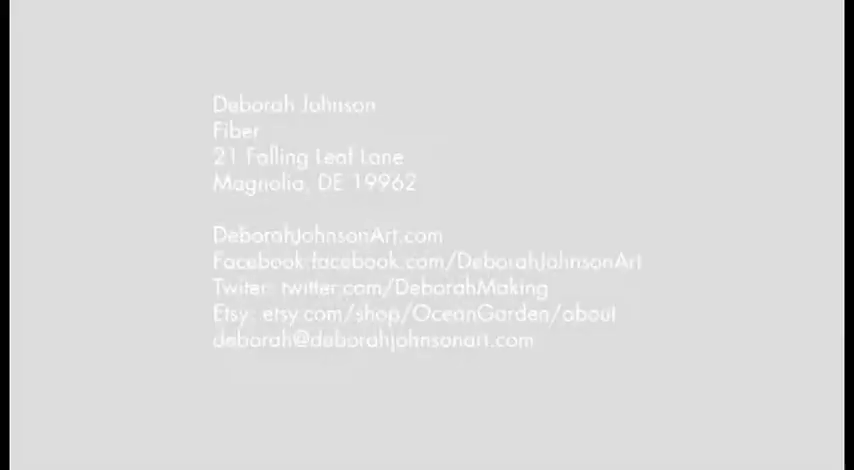 Deborah Johnson
Fiber
21 Falling Leaf Lane
Magnolia, DE 19962
DeborahJohnsonArt.com
Facebook:facebook.com/DeborahJohnsonArt
Twiter: twitter.com/DeborahMaking
Etsy: etsy.com/shop/OceanGarden/about
deborah@deborahjohnsonart.com